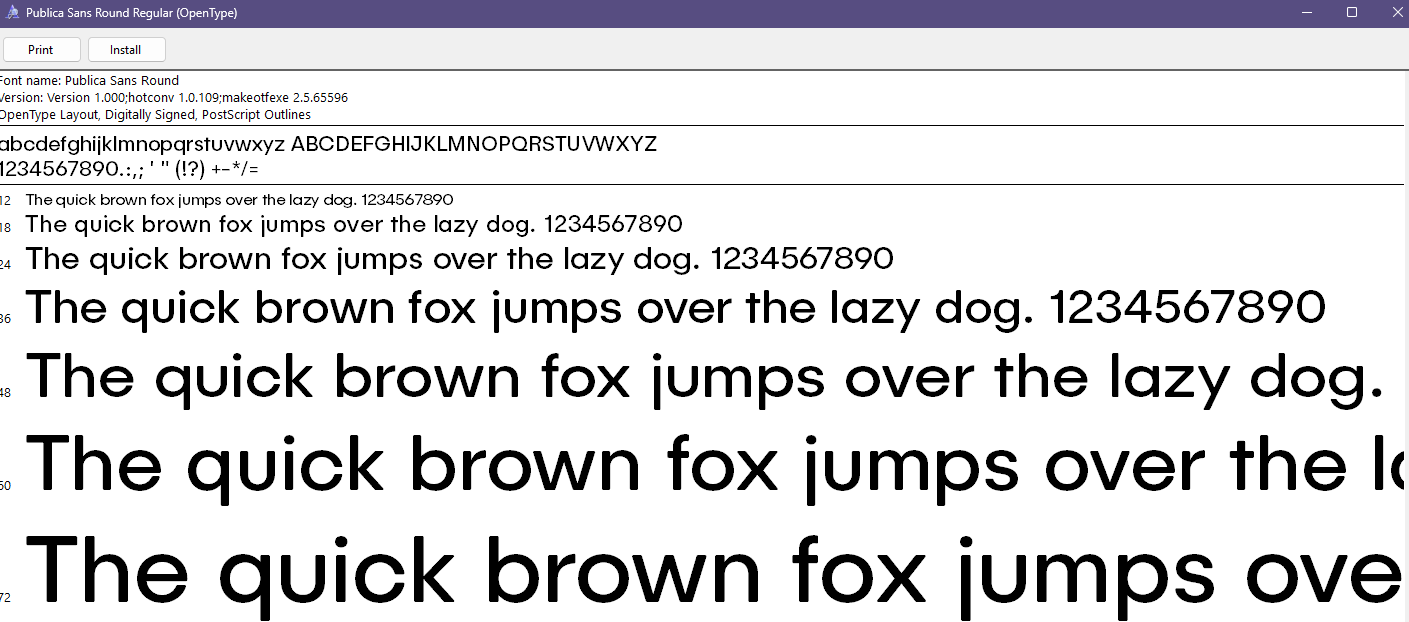 Publica Sans Round Regular (OpenType)
Print Install
Font name: Publica Sans Round
Version: Version 1.000;hotconv 1.0.109;makeotfexe 2.5.65596
OpenType Layout, Digitally Signed, PostScript Outlines
abcdefghijklmnopqrstuvwxyz ABCDEFGHIJKLMNOPQRSTUVWXYZ
1234567890.:,; ' " (!?) +-*/=
12 The quick brown fox jumps over the lazy dog. 1234567890
18 The quick brown fox jumps over the lazy dog. 1234567890
24 The quick brown fox jumps over the lazy dog. 1234567890
36 The quick brown fox jumps over the lazy dog. 1234567890
48 The quick brown fox jumps over the lazy dog.
60 The quick brown fox jumps over the
72 The quick brown fox jumps ove